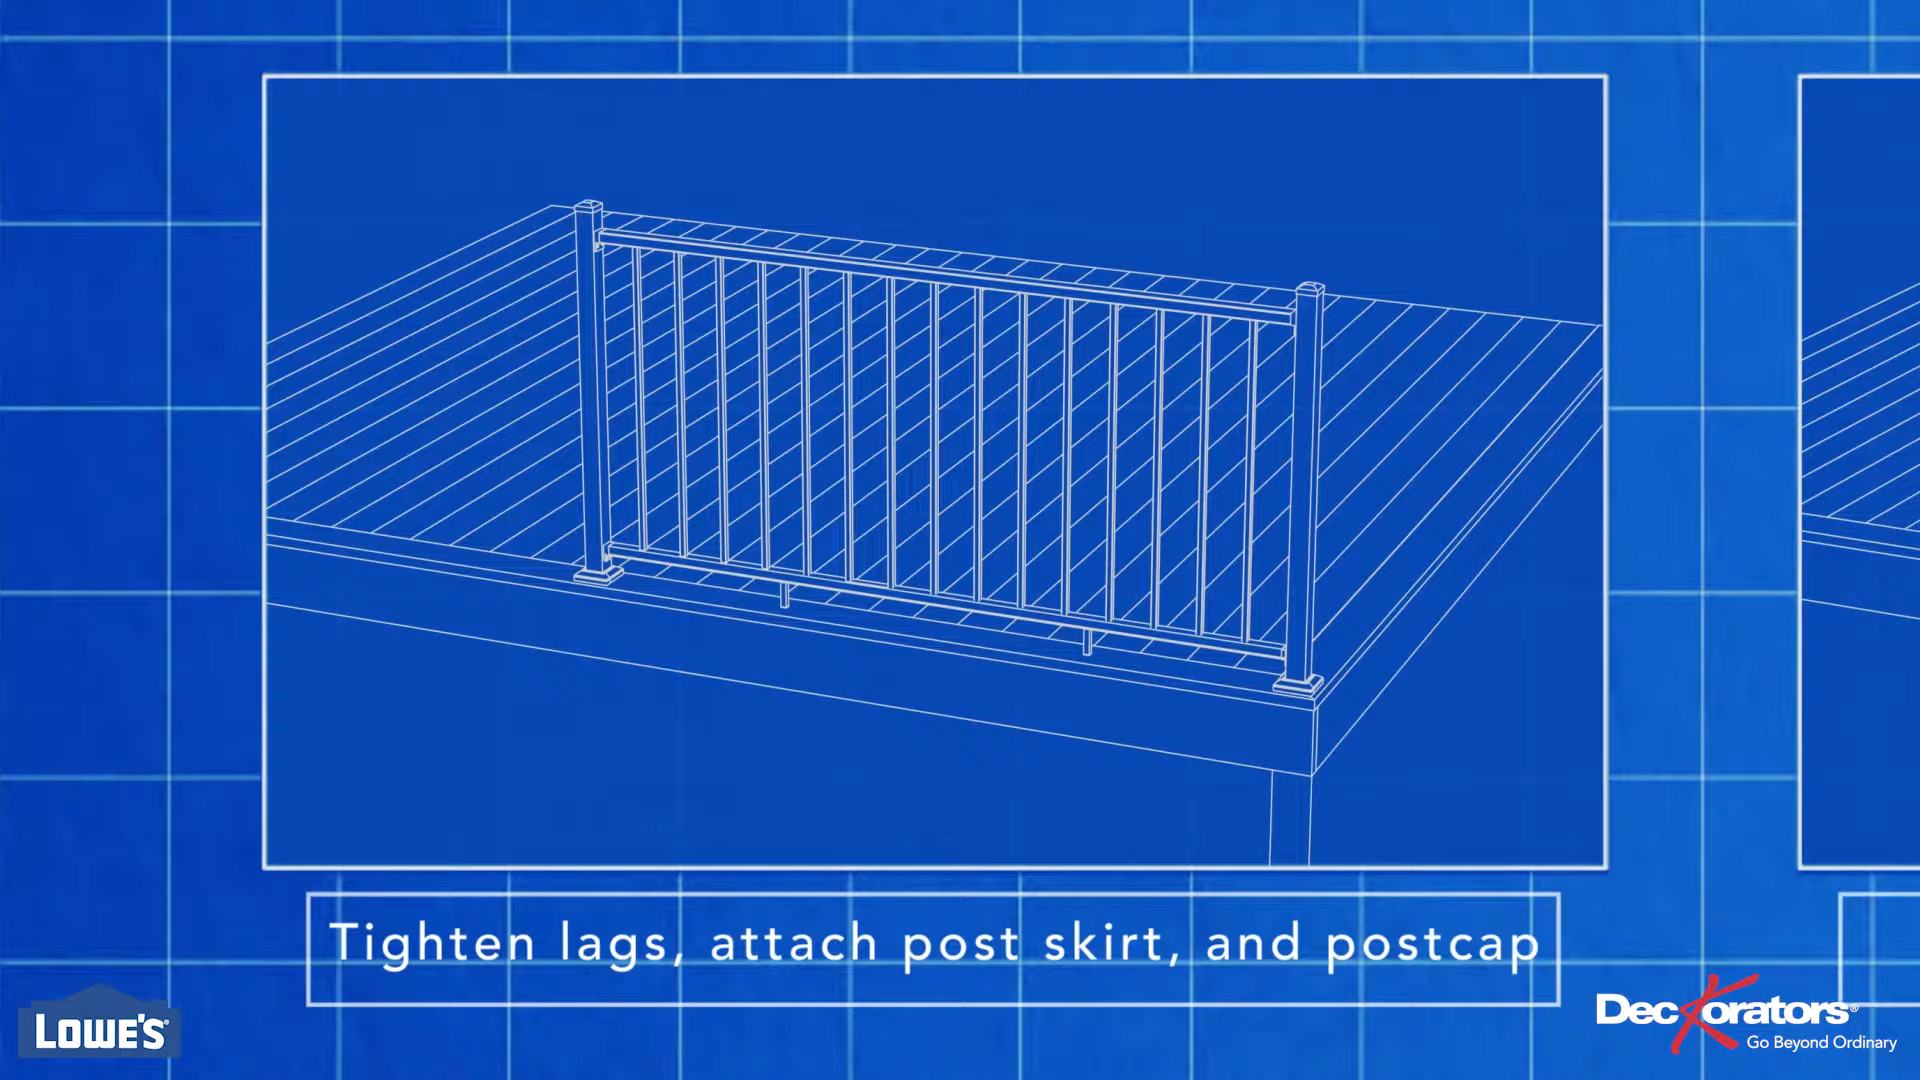 Tighten lags, attach post skirt, and postcap
LOWE'S
Deckorators®
Go Beyond Ordinary